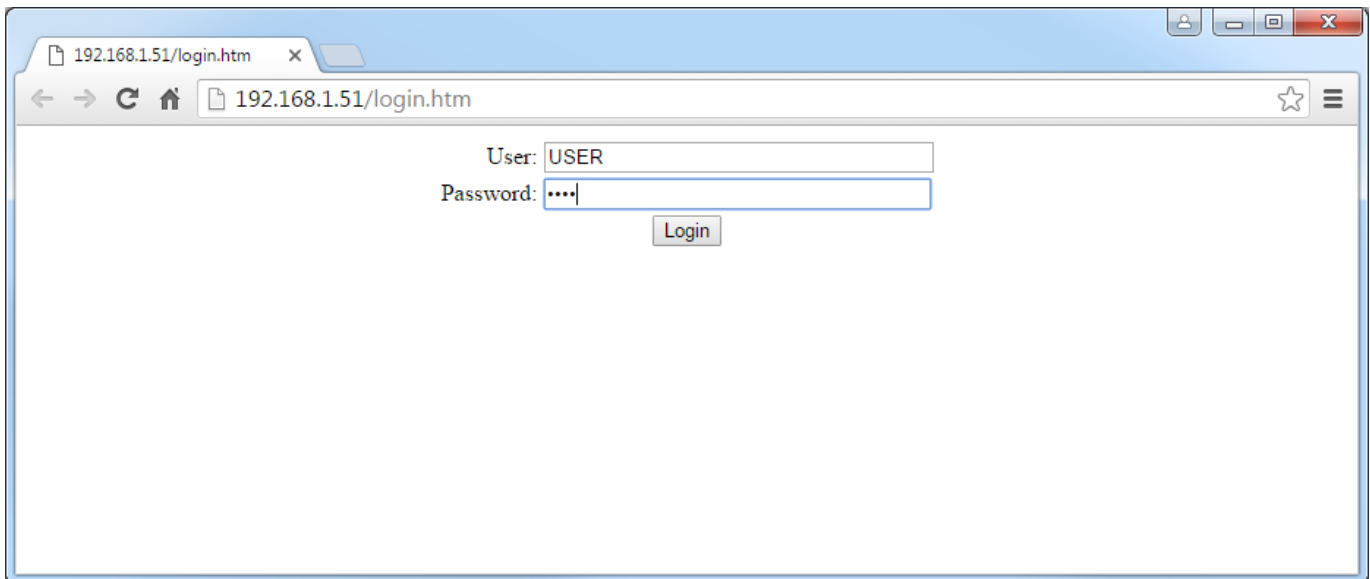 192.168.1.51/login.htm
192.168.1.51/login.htm
User: USER
Password: ••••
Login